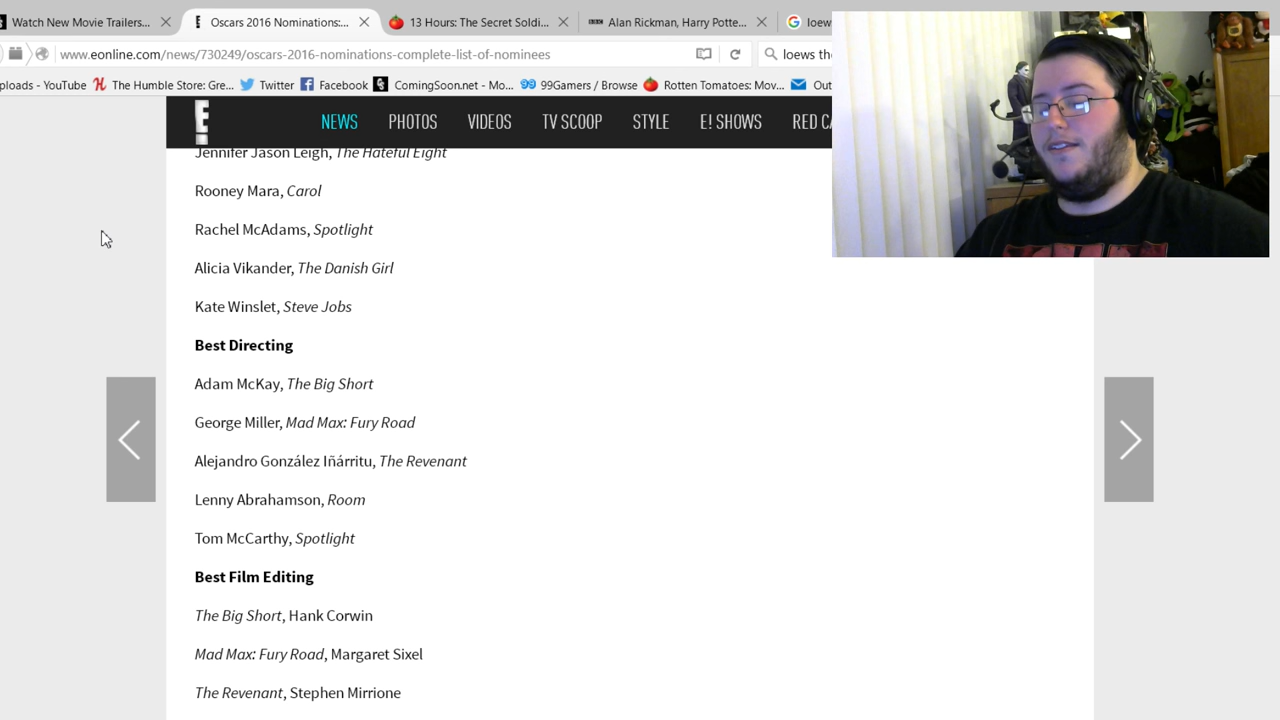 Watch New Movie Trailers... Oscars 2016 Nominations:... 13 Hours: The Secret Soldi... Alan Rickman, Harry Potte... loews
www.eonline.com/news/730249/oscars-2016-nominations-complete-list-of-nominees loews the
ploads - YouTube The Humble Store: Gre... Twitter Facebook ComingSoon.net - Mo... 99Gamers / Browse Rotten Tomatoes: Mov... Out
E! NEWS PHOTOS VIDEOS TV SCOOP STYLE E! SHOWS RED CA
Jennifer Jason Leigh, The Hateful Eight
Rooney Mara, Carol
Rachel McAdams, Spotlight
Alicia Vikander, The Danish Girl
Kate Winslet, Steve Jobs
Best Directing
Adam McKay, The Big Short
George Miller, Mad Max: Fury Road
Alejandro González Iñárritu, The Revenant
Lenny Abrahamson, Room
Tom McCarthy, Spotlight
Best Film Editing
The Big Short, Hank Corwin
Mad Max: Fury Road, Margaret Sixel
The Revenant, Stephen Mirrione